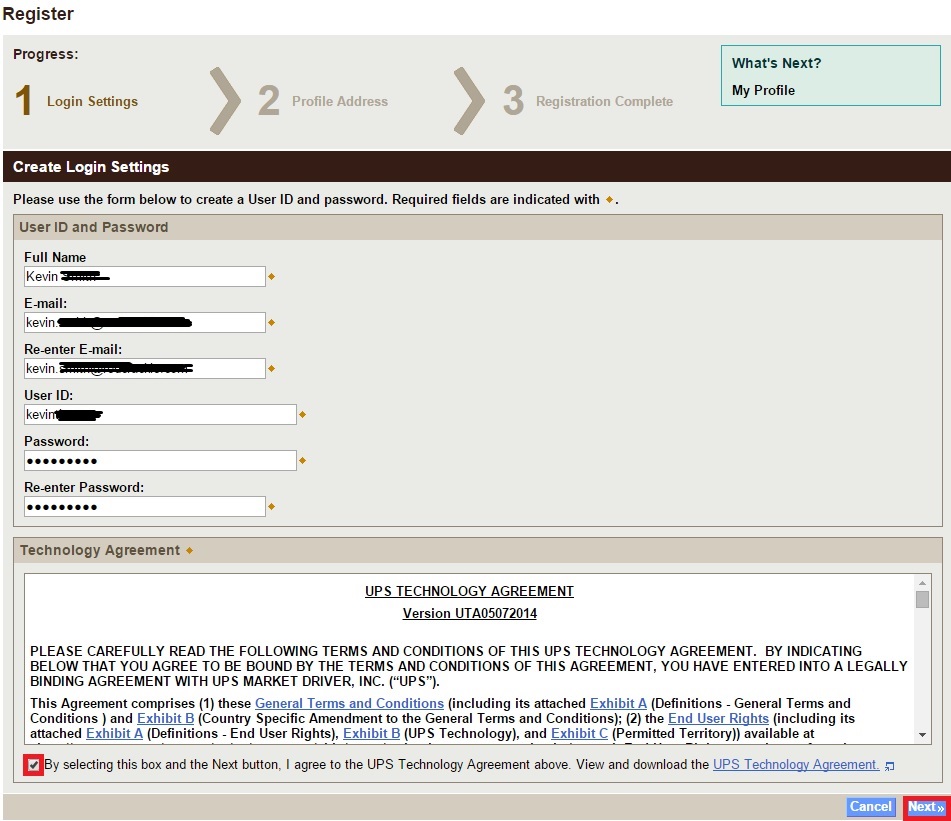 Register
Progress:
1 Login Settings
2 Profile Address
3 Registration Complete
What's Next?
My Profile
Create Login Settings
Please use the form below to create a User ID and password. Required fields are indicated with .
User ID and Password
Full Name
Kevin
E-mail:
kevin.
Re-enter E-mail:
kevin.
User ID:
kevin
Password:
●●●●●●●●●
Re-enter Password:
●●●●●●●●●
Technology Agreement
UPS TECHNOLOGY AGREEMENT
Version UTA05072014
PLEASE CAREFULLY READ THE FOLLOWING TERMS AND CONDITIONS OF THIS UPS TECHNOLOGY AGREEMENT. BY INDICATING
BELOW THAT YOU AGREE TO BE BOUND BY THE TERMS AND CONDITIONS OF THIS AGREEMENT, YOU HAVE ENTERED INTO A LEGALLY
BINDING AGREEMENT WITH UPS MARKET DRIVER, INC. (“UPS”).
This Agreement comprises (1) these General Terms and Conditions (including its attached Exhibit A (Definitions - General Terms and
Conditions ) and Exhibit B (Country Specific Amendment to the General Terms and Conditions); (2) the End User Rights (including its
attached Exhibit A (Definitions - End User Rights), Exhibit B (UPS Technology), and Exhibit C (Permitted Territory)) available at
By selecting this box and the Next button, I agree to the UPS Technology Agreement above. View and download the UPS Technology Agreement.
Cancel
Next»